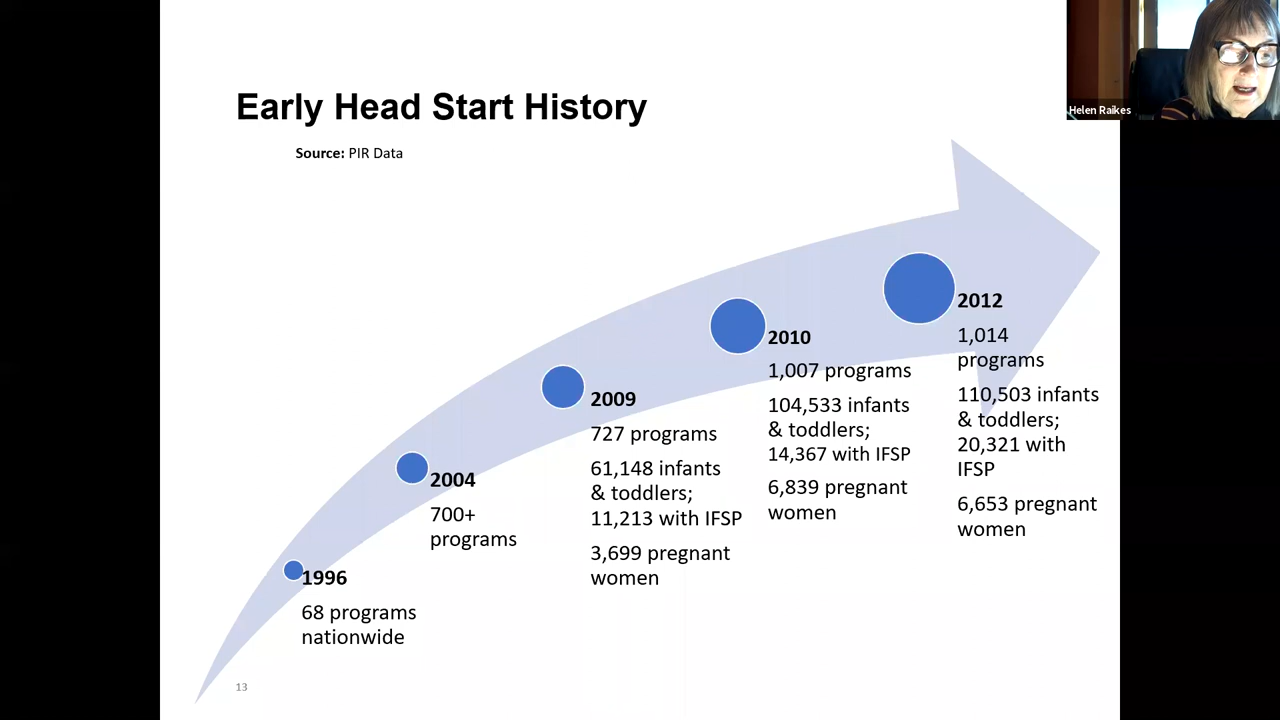 Early Head Start History
Source: PIR Data
Helen Raikes
1996
68 programs
nationwide
2004
700+
programs
2009
727 programs
61,148 infants
& toddlers;
11,213 with IFSP
3,699 pregnant
women
2010
1,007 programs
104,533 infants
& toddlers;
14,367 with IFSP
6,839 pregnant
women
2012
1,014
programs
110,503 infants
& toddlers;
20,321 with
IFSP
6,653 pregnant
women
13